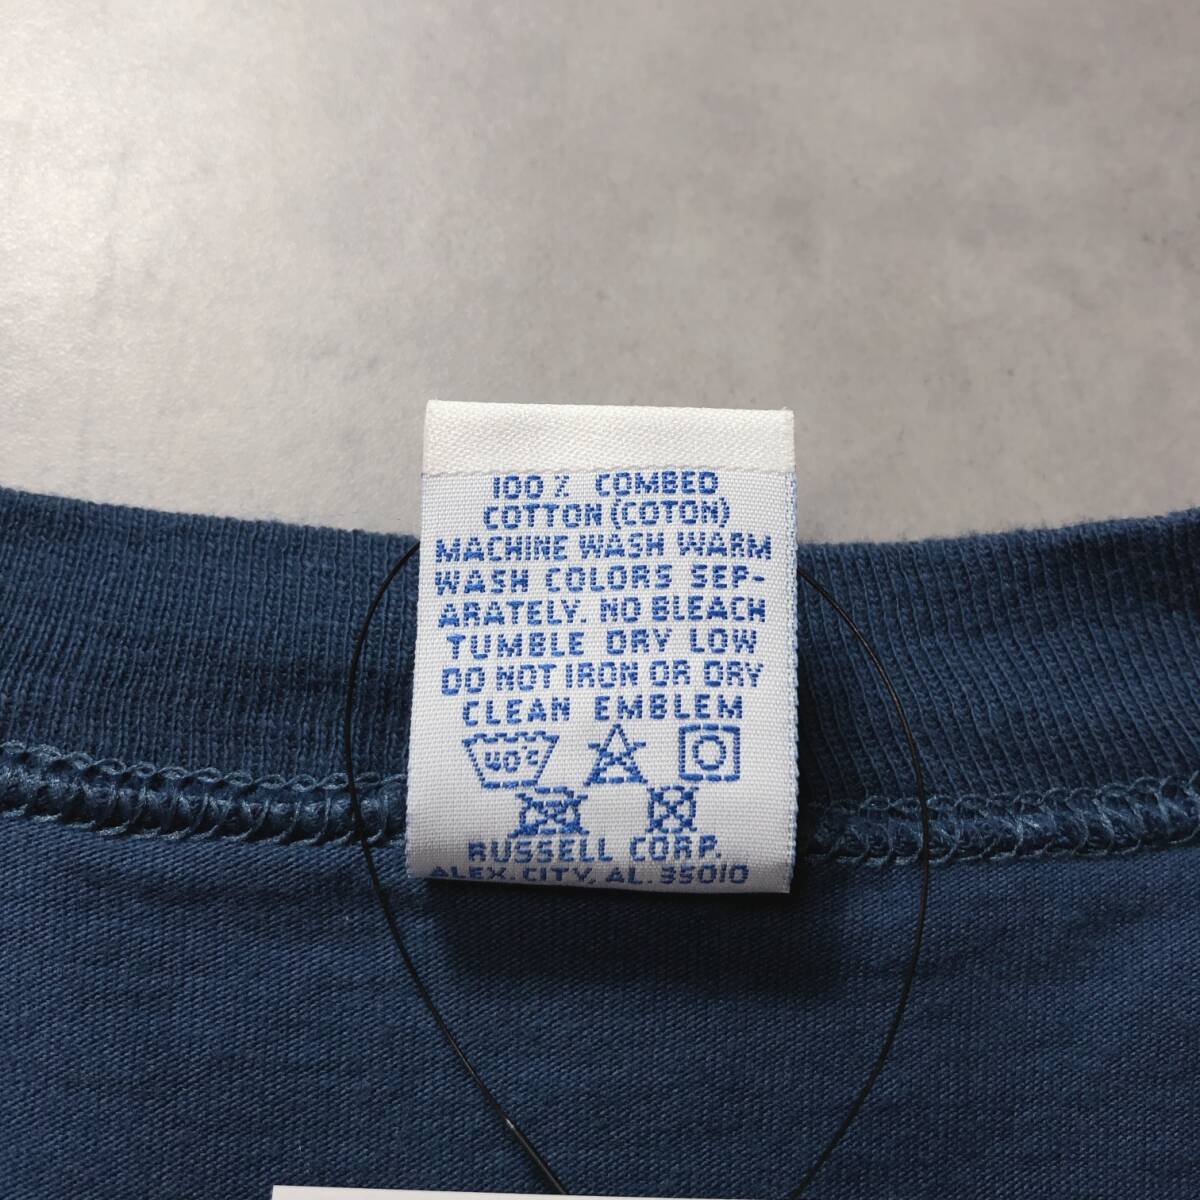 100 % COMBED
COTTON (COTON)
MACHINE WASH WARM
WASH COLORS SEP-
ARATELY. NO BLEACH
TUMBLE DRY LOW
DO NOT IRON OR DRY
CLEAN EMBLEM
40°C
RUSSELL CORP.
ALEX. CITY, AL. 35010